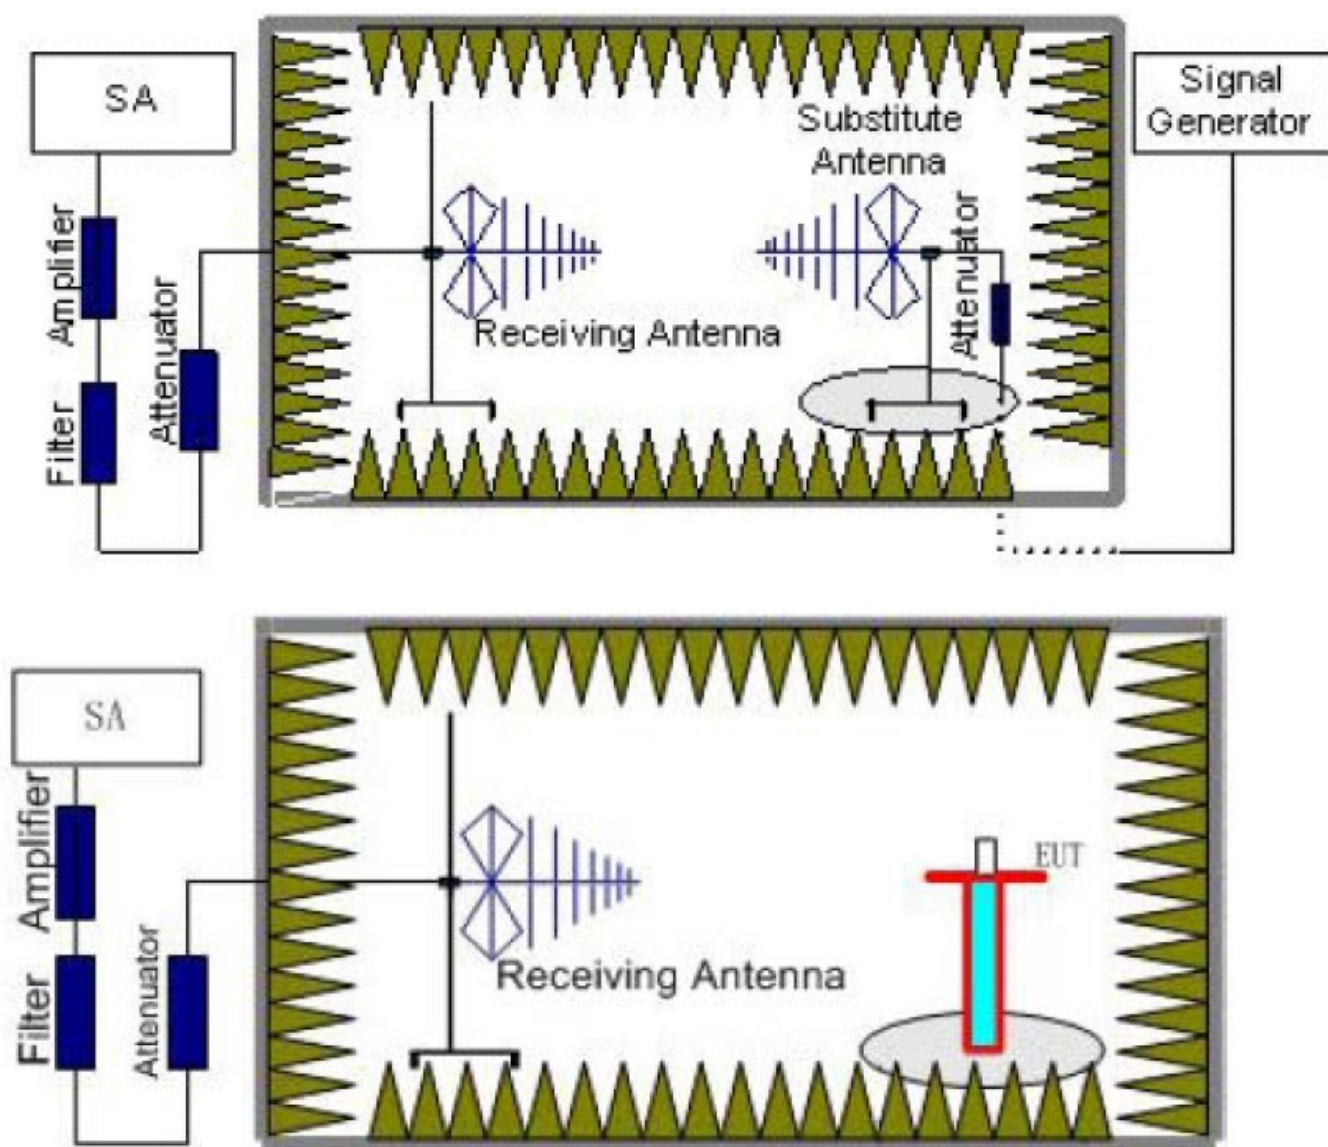 SA
Signal
Generator
Substitute
Antenna
Amplifier
Attenuator
Attenuator
Receiving Antenna
Filter
SA
Amplifier
EUT
Attenuator
Receiving Antenna
Filter